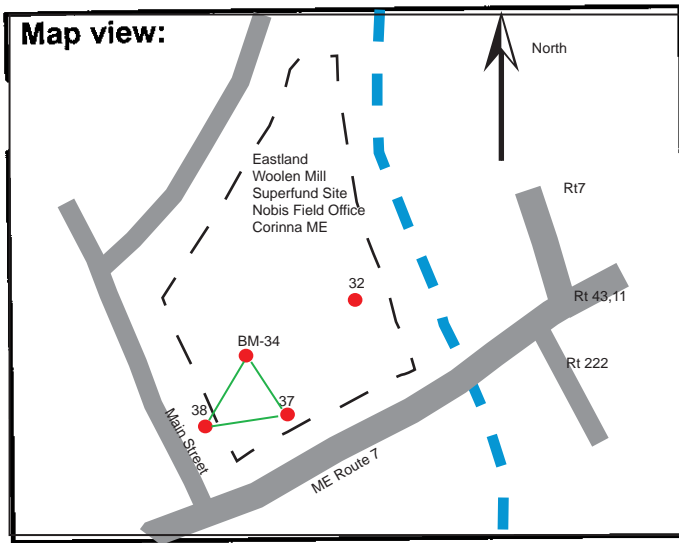 Map view:
North
Eastland
Woolen Mill
Superfund Site
Nobis Field Office
Corinna ME
Rt7
32
Rt 43,11
BM-34
Rt 222
38
37
Main Street
ME Route 7